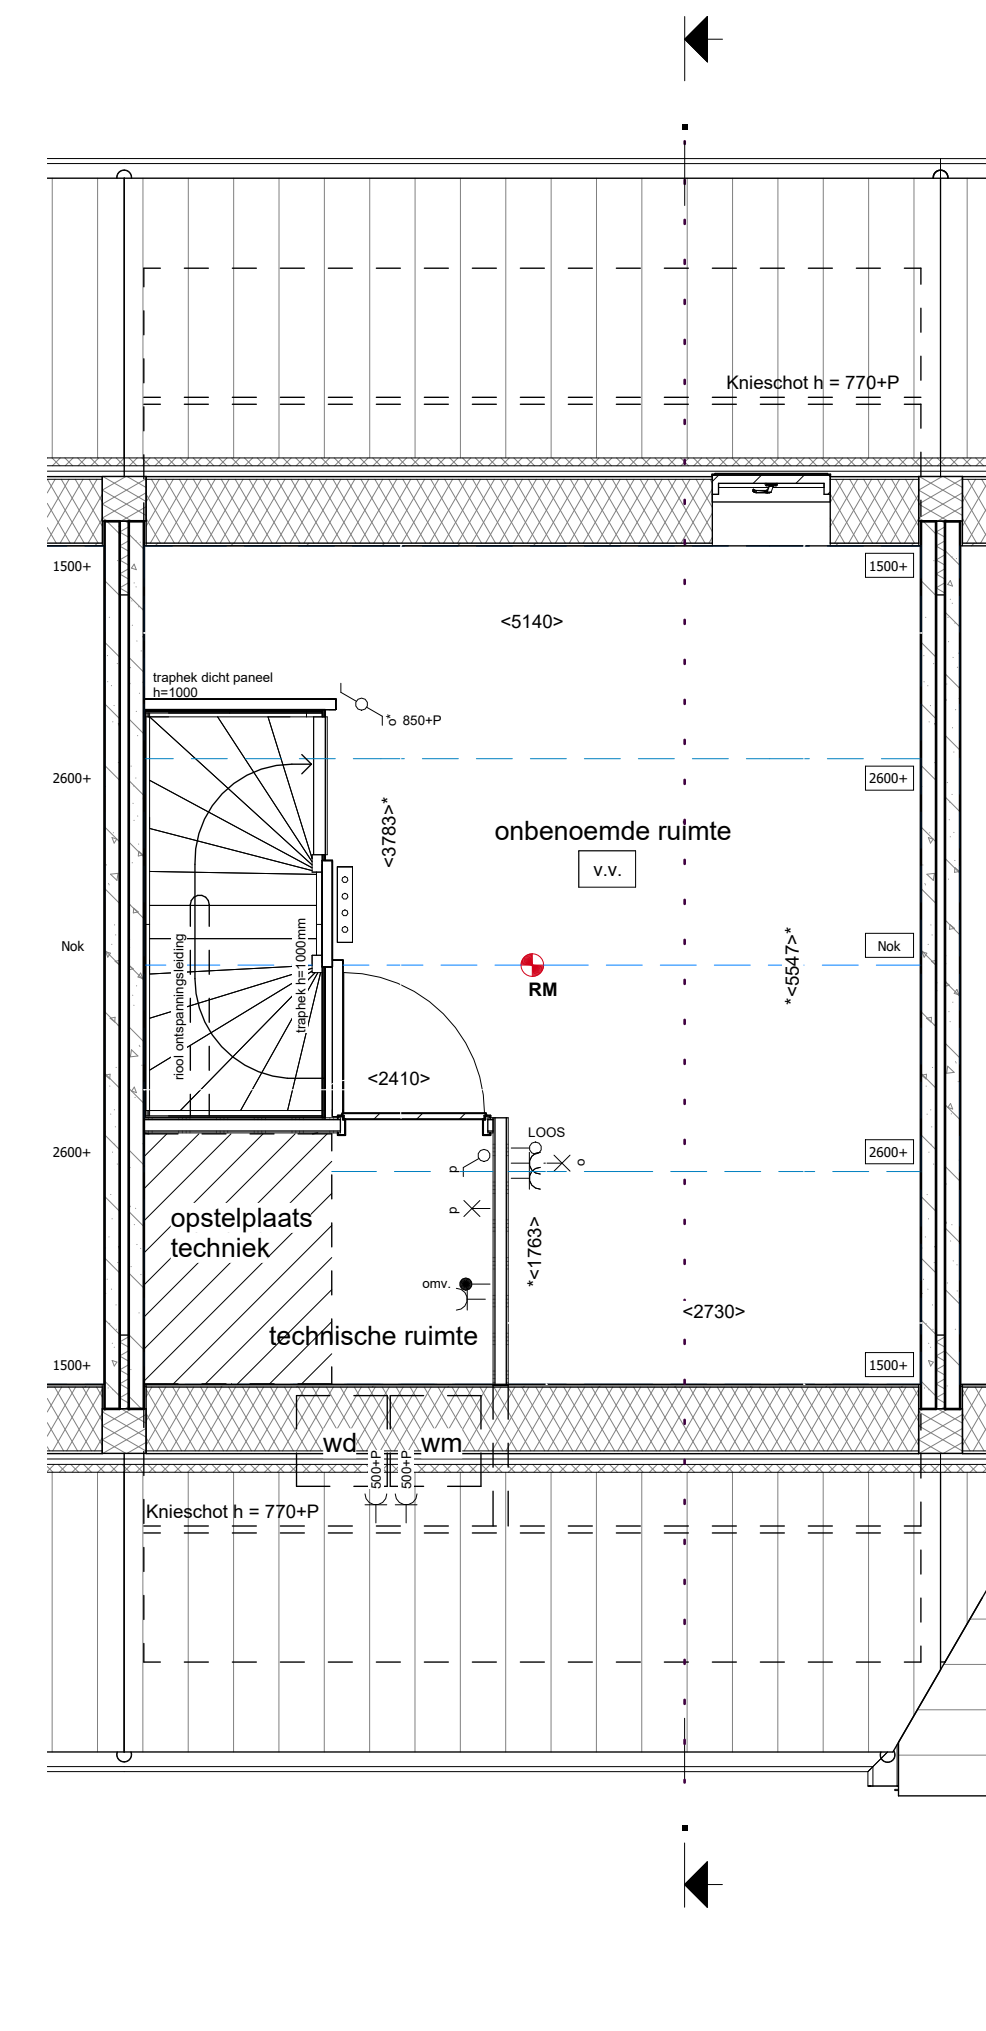 Knieschot h = 770+P
1500+
1500+
<5140>
traphek dicht paneel
h=1000
850+P
2600+
2600+
<3783>*
onbenoemde ruimte
v.v.
Nok
Nok
riool ontspanningsleiding
traphek h=1000mm
*<5547>*
RM
<2410>
LOOS
p
o
2600+
2600+
p
opstelplaats
techniek
*<1763>
omv.
<2730>
technische ruimte
1500+
1500+
wd
wm
500+P
500+P
Knieschot h = 770+P